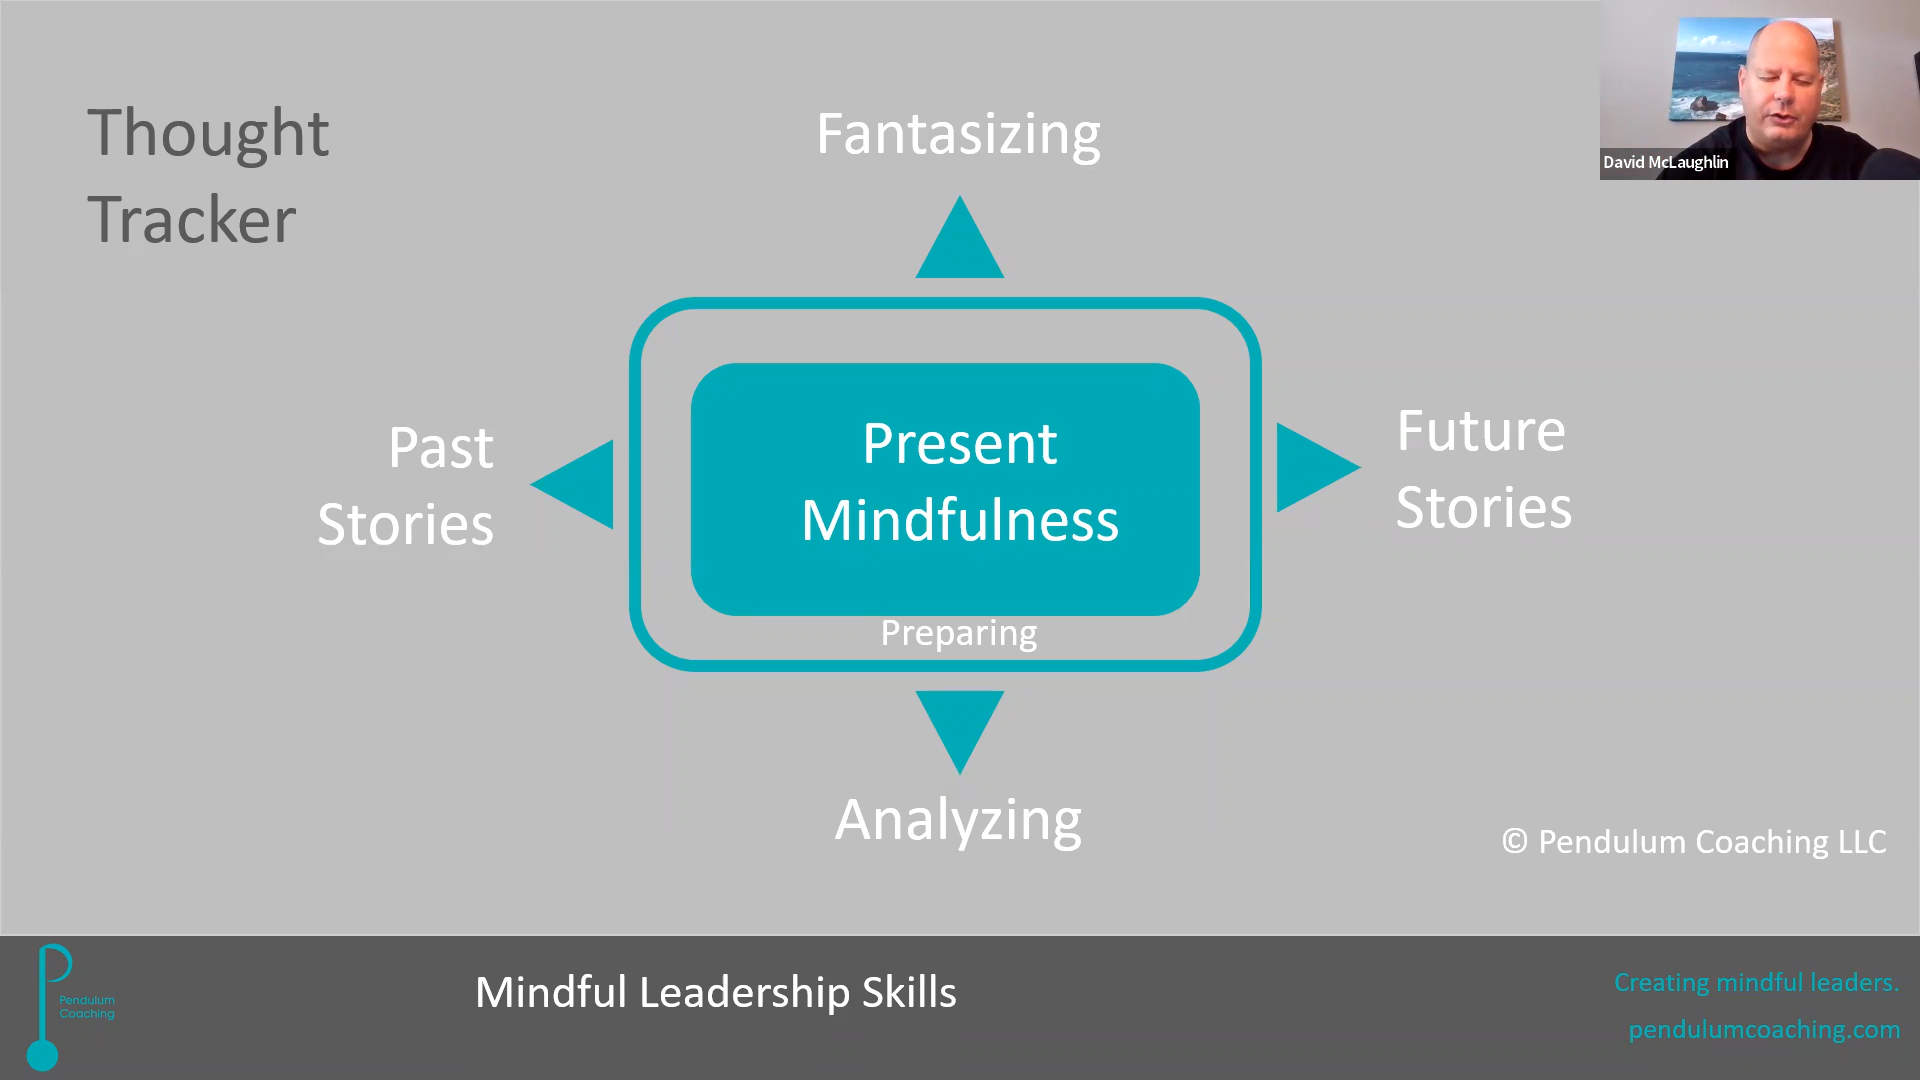 Thought
Tracker
Fantasizing
David McLaughlin
Past
Stories
Present
Mindfulness
Future
Stories
Preparing
Analyzing
© Pendulum Coaching LLC
Pendulum
Coaching
Mindful Leadership Skills
Creating mindful leaders.
pendulumcoaching.com